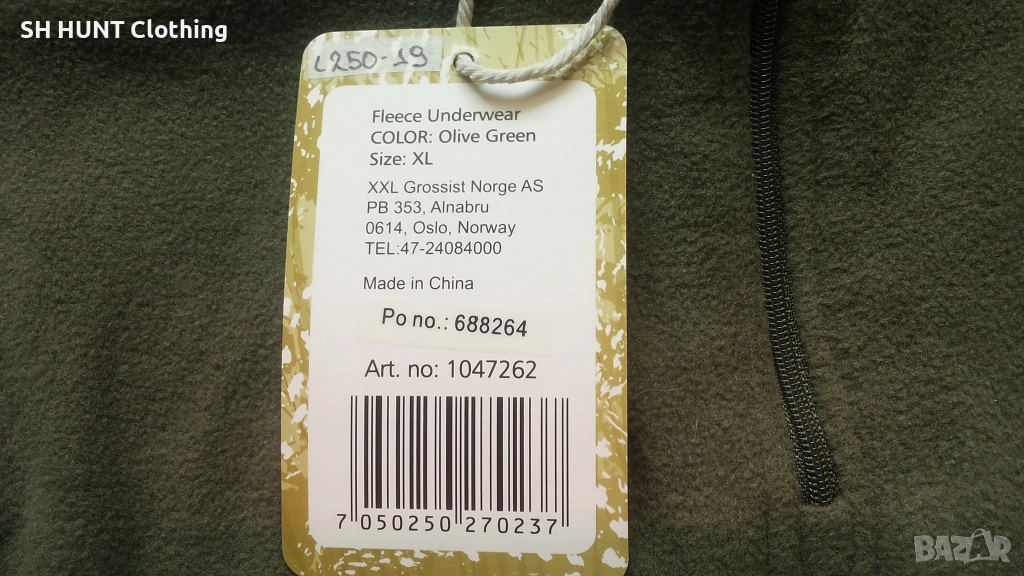 SH HUNT Clothing
L250-19
Fleece Underwear
COLOR: Olive Green
Size: XL
XXL Grossist Norge AS
PB 353, Alnabru
0614, Oslo, Norway
TEL:47-24084000
Made in China
Po no.: 688264
Art. no: 1047262
7 050250 270237
BAZAR